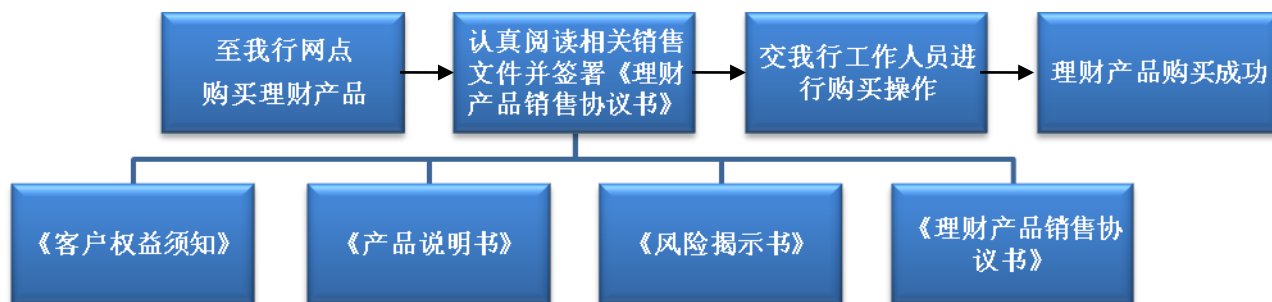 至我行网点
购买理财产品
认真阅读相关销售
文件并签署《理财
产品销售协议书》
交我行工作人员进
行购买操作
理财产品购买成功
《客户权益须知》
《产品说明书》
《风险揭示书》
《理财产品销售协
议书》